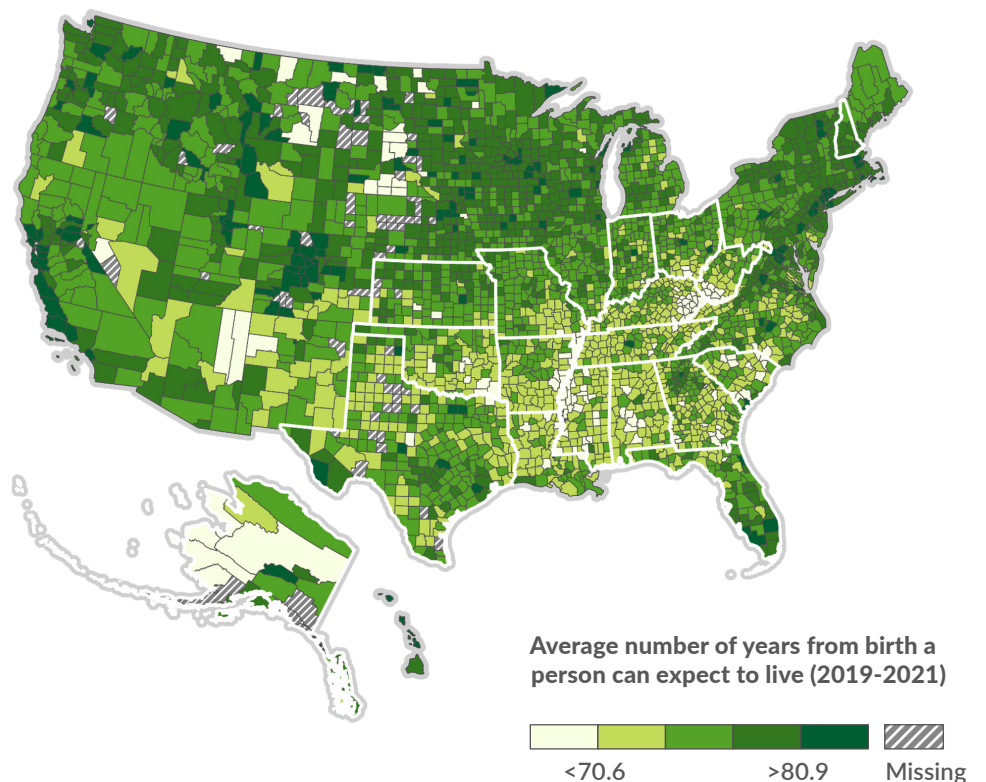 Average number of years from birth a
person can expect to live (2019-2021)
<70.6 >80.9 Missing